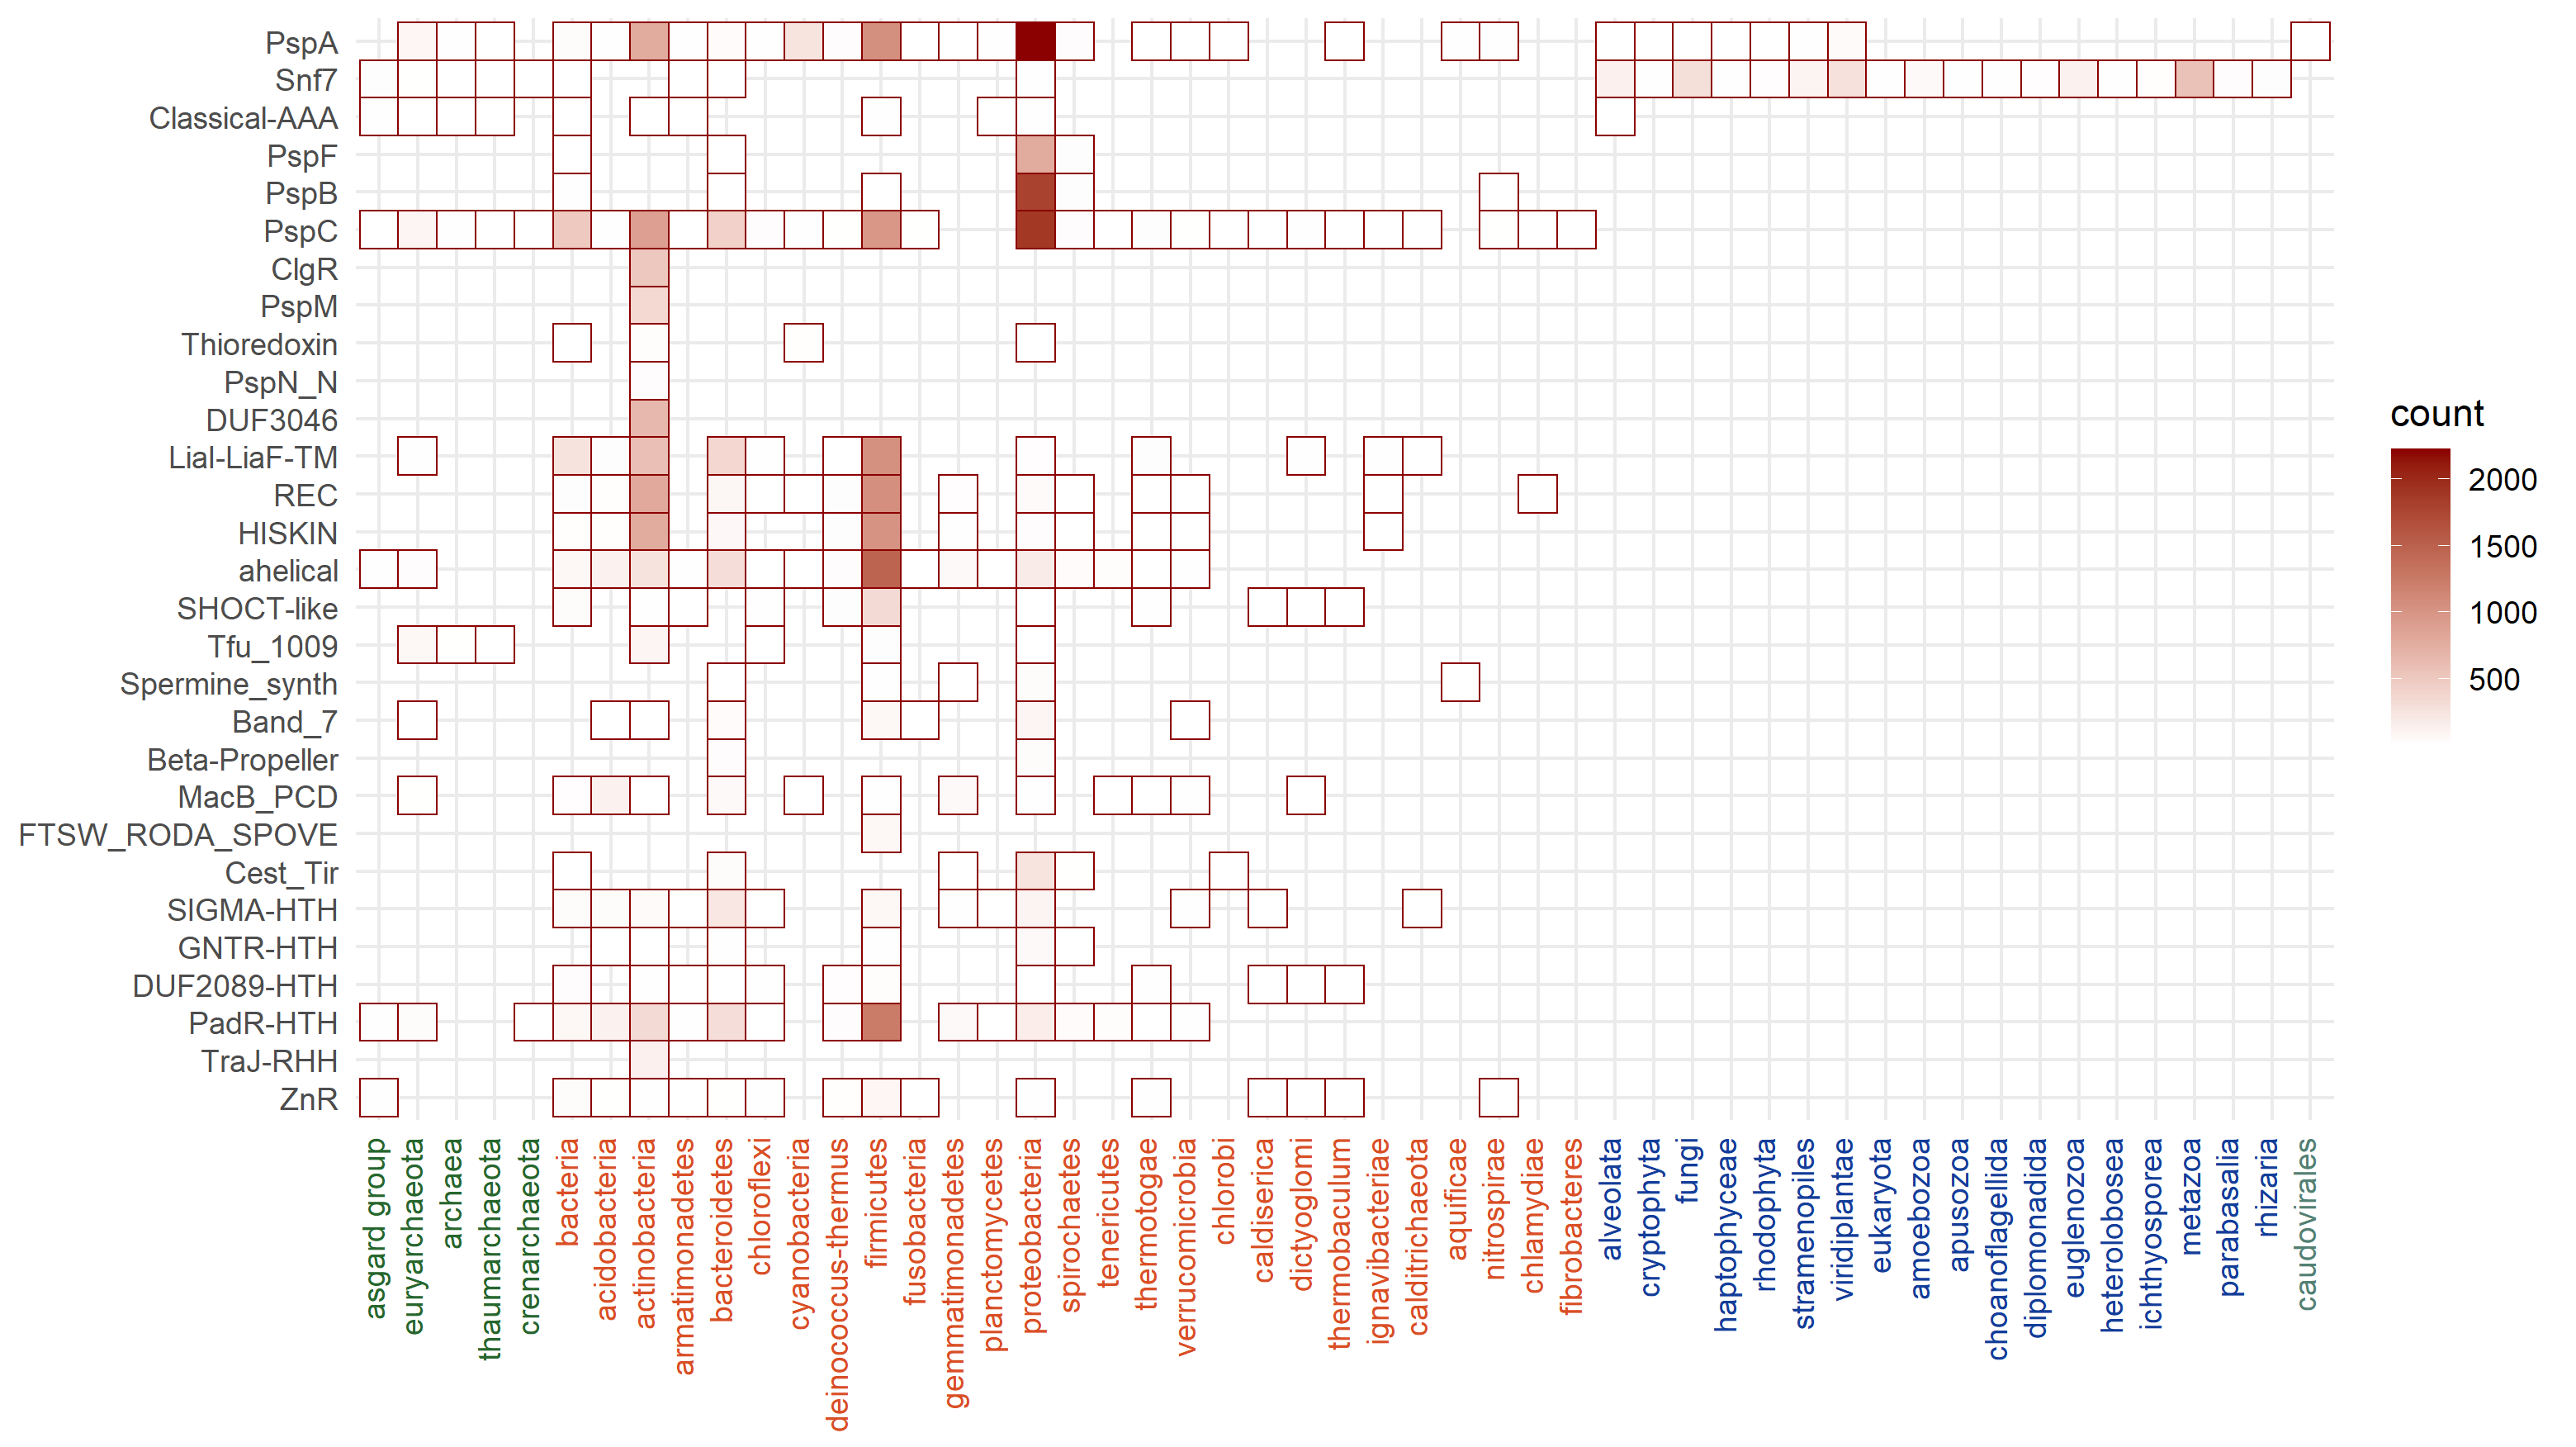 PspA
Snf7
Classical-AAA
PspF
PspB
PspC
ClgR
PspM
Thioredoxin
PspN_N
DUF3046
LiaI-LiaF-TM
REC
HISKIN
ahelical
SHOCT-like
Tfu_1009
Spermine_synth
Band_7
Beta-Propeller
MacB_PCD
FTSW_RODA_SPOVE
Cest_Tir
SIGMA-HTH
GNTR-HTH
DUF2089-HTH
PadR-HTH
TraJ-RHH
ZnR
asgard group
euryarchaeota
archaea
thaumarchaeota
crenarchaeota
bacteria
acidobacteria
actinobacteria
armatimonadetes
bacteroidetes
chloroflexi
cyanobacteria
deinococcus-thermus
firmicutes
fusobacteria
gemmatimonadetes
planctomycetes
proteobacteria
spirochaetes
tenericutes
thermotogae
verrucomicrobia
chlorobi
caldiserica
dictyoglomi
thermobaculum
ignavibacteriae
calditrichaeota
aquificae
nitrospirae
chlamydiae
fibrobacteres
alveolata
cryptophyta
fungi
haptophyceae
rhodophyta
stramenopiles
viridiplantae
eukaryota
amoebozoa
apusozoa
choanoflagellida
diplomonadida
euglenozoa
heterolobosea
ichthyosporea
metazoa
parabasalia
rhizaria
caudovirales
count
2000
1500
1000
500